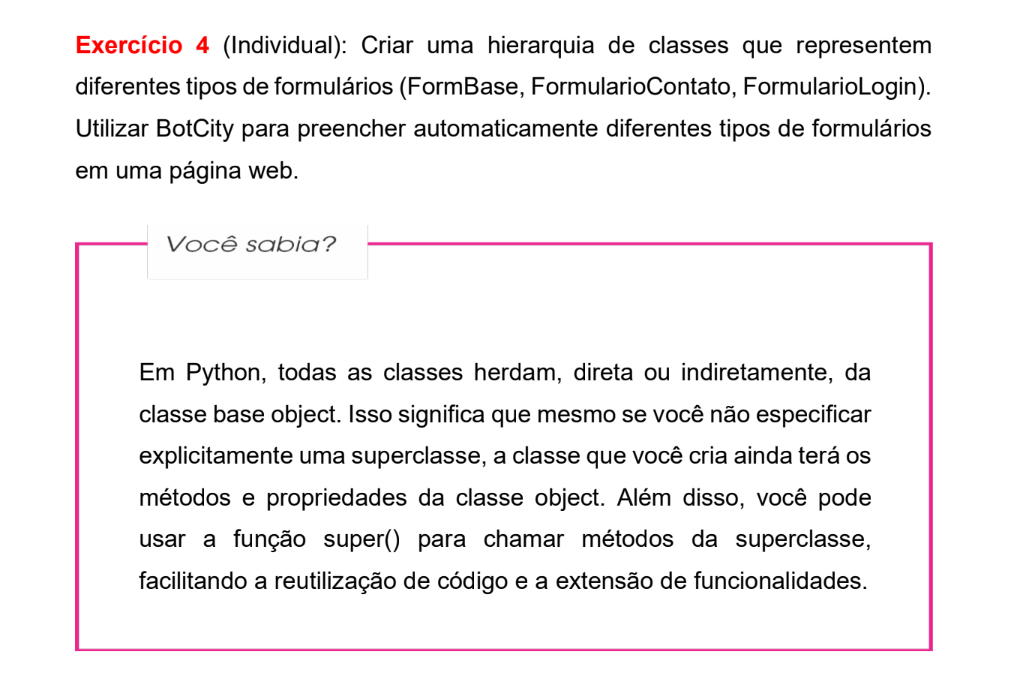 Exercício 4 (Individual): Criar uma hierarquia de classes que representem
diferentes tipos de formulários (FormBase, FormularioContato, FormularioLogin).
Utilizar BotCity para preencher automaticamente diferentes tipos de formulários
em uma página web.
Você sabia?
Em Python, todas as classes herdam, direta ou indiretamente, da
classe base object. Isso significa que mesmo se você não especificar
explicitamente uma superclasse, a classe que você cria ainda terá os
métodos e propriedades da classe object. Além disso, você pode
usar a função super() para chamar métodos da superclasse,
facilitando a reutilização de código e a extensão de funcionalidades.